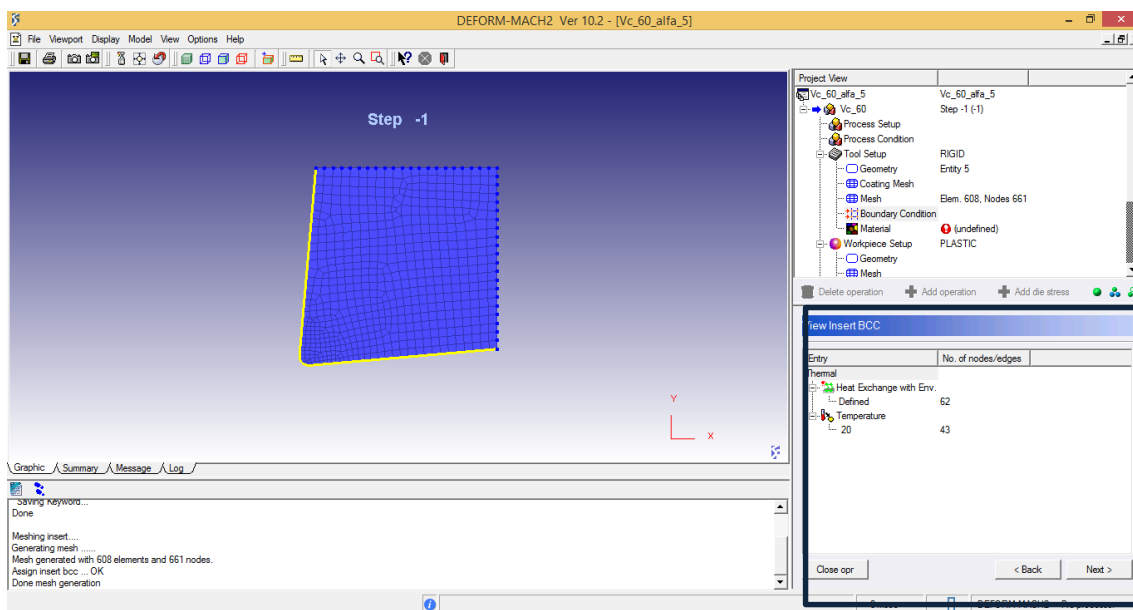 DEFORM-MACH2 Ver 10.2 - [Vc_60_alfa_5]
File Viewport Display Model View Options Help
Step -1
Y
X
Graphic Summary Message Log
Saving Keyword...
Done
Meshing insert....
Generating mesh ......
Mesh generated with 608 elements and 661 nodes.
Assign insert bcc ... OK
Done mesh generation
Project View
Vc_60_alfa_5 Vc_60_alfa_5
Vc_60 Step -1 (-1)
Process Setup
Process Condition
Tool Setup RIGID
Geometry Entity 5
Coating Mesh
Mesh Elem. 608, Nodes 661
Boundary Condition
Material (undefined)
Workpiece Setup PLASTIC
Geometry
Mesh
Delete operation Add operation Add die stress
View Insert BCC
Entry No. of nodes/edges
Thermal
Heat Exchange with Env.
Defined 62
Temperature
20 43
Close opr < Back Next >